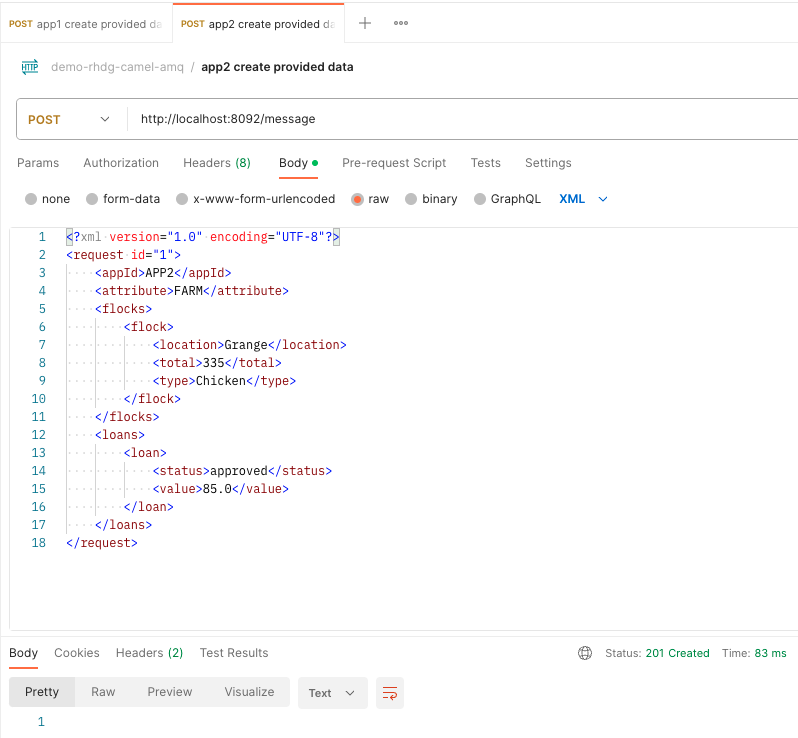 POST app1 create provided da
POST app2 create provided da
HTTP demo-rhdg-camel-amq / app2 create provided data
POST http://localhost:8092/message
Params Authorization Headers (8) Body Pre-request Script Tests Settings
none form-data x-www-form-urlencoded raw binary GraphQL XML
1 <?xml version="1.0" encoding="UTF-8"?>
2 <request id="1">
3 <appId>APP2</appId>
4 <attribute>FARM</attribute>
5 <flocks>
6 <flock>
7 <location>Grange</location>
8 <total>335</total>
9 <type>Chicken</type>
10 </flock>
11 </flocks>
12 <loans>
13 <loan>
14 <status>approved</status>
15 <value>85.0</value>
16 </loan>
17 </loans>
18 </request>
Body Cookies Headers (2) Test Results Status: 201 Created Time: 83 ms
Pretty Raw Preview Visualize Text
1